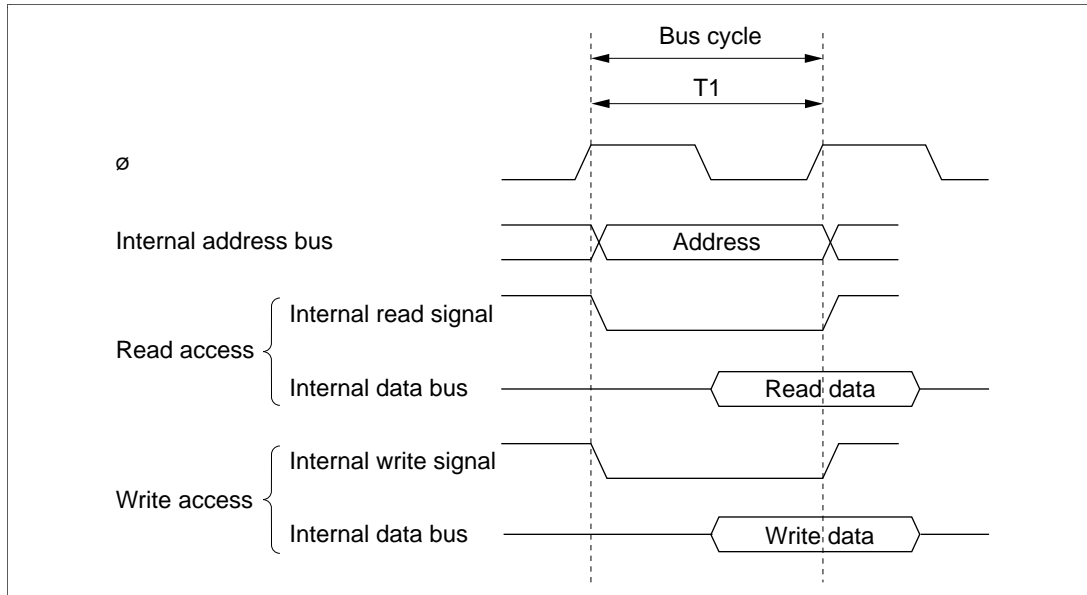 Bus cycle
T1
ø
Internal address bus
Address
Internal read signal
Read access
Internal data bus
Read data
Internal write signal
Write access
Internal data bus
Write data